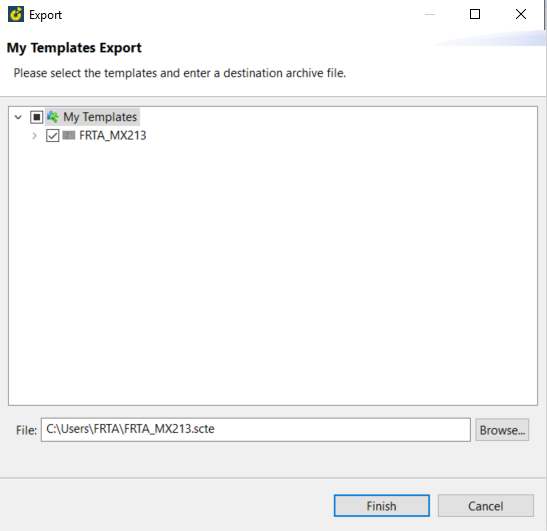 Export
My Templates Export
Please select the templates and enter a destination archive file.
My Templates
FRTA_MX213
File: C:\Users\FRTA\FRTA_MX213.scte Browse...
Finish Cancel